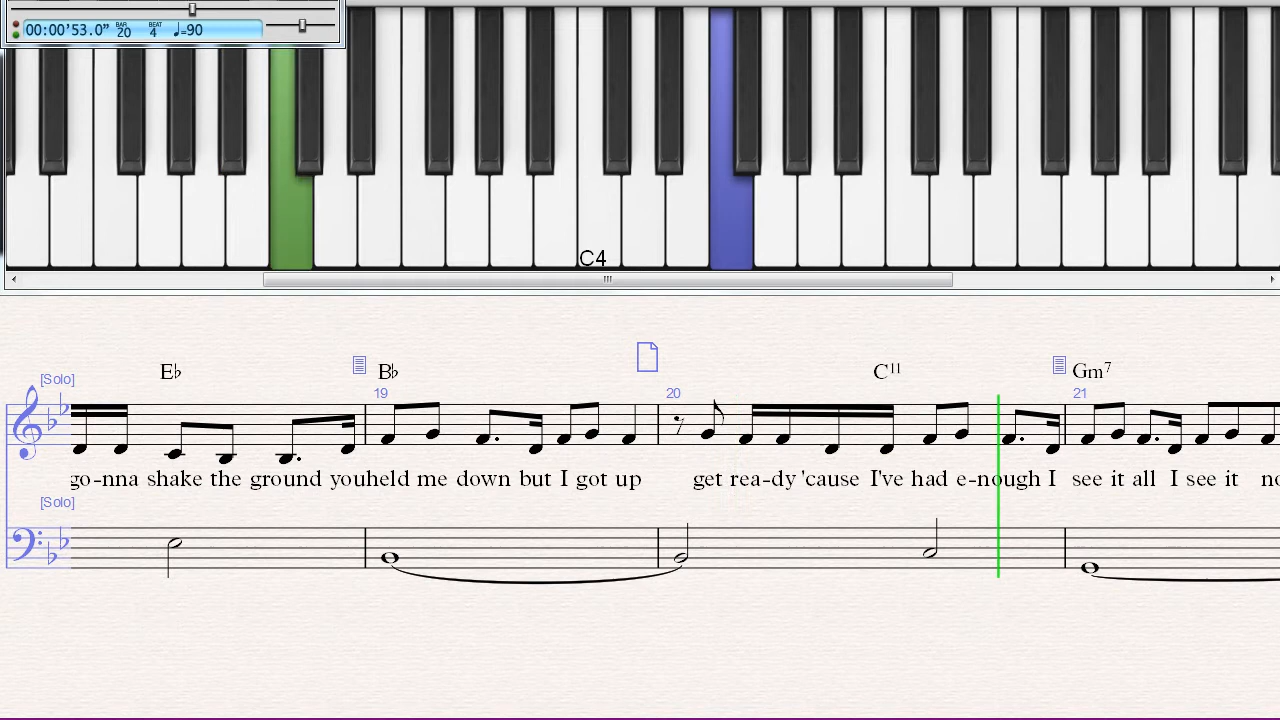 00:00'53.0" BAR 20 BEAT 4 ♩=90
C4
[Solo] E♭ B♭ C11 Gm7
19 20 21
go-nna shake the ground you held me down but I got up get rea-dy 'cause I've had e-nough I see it all I see it no
[Solo]